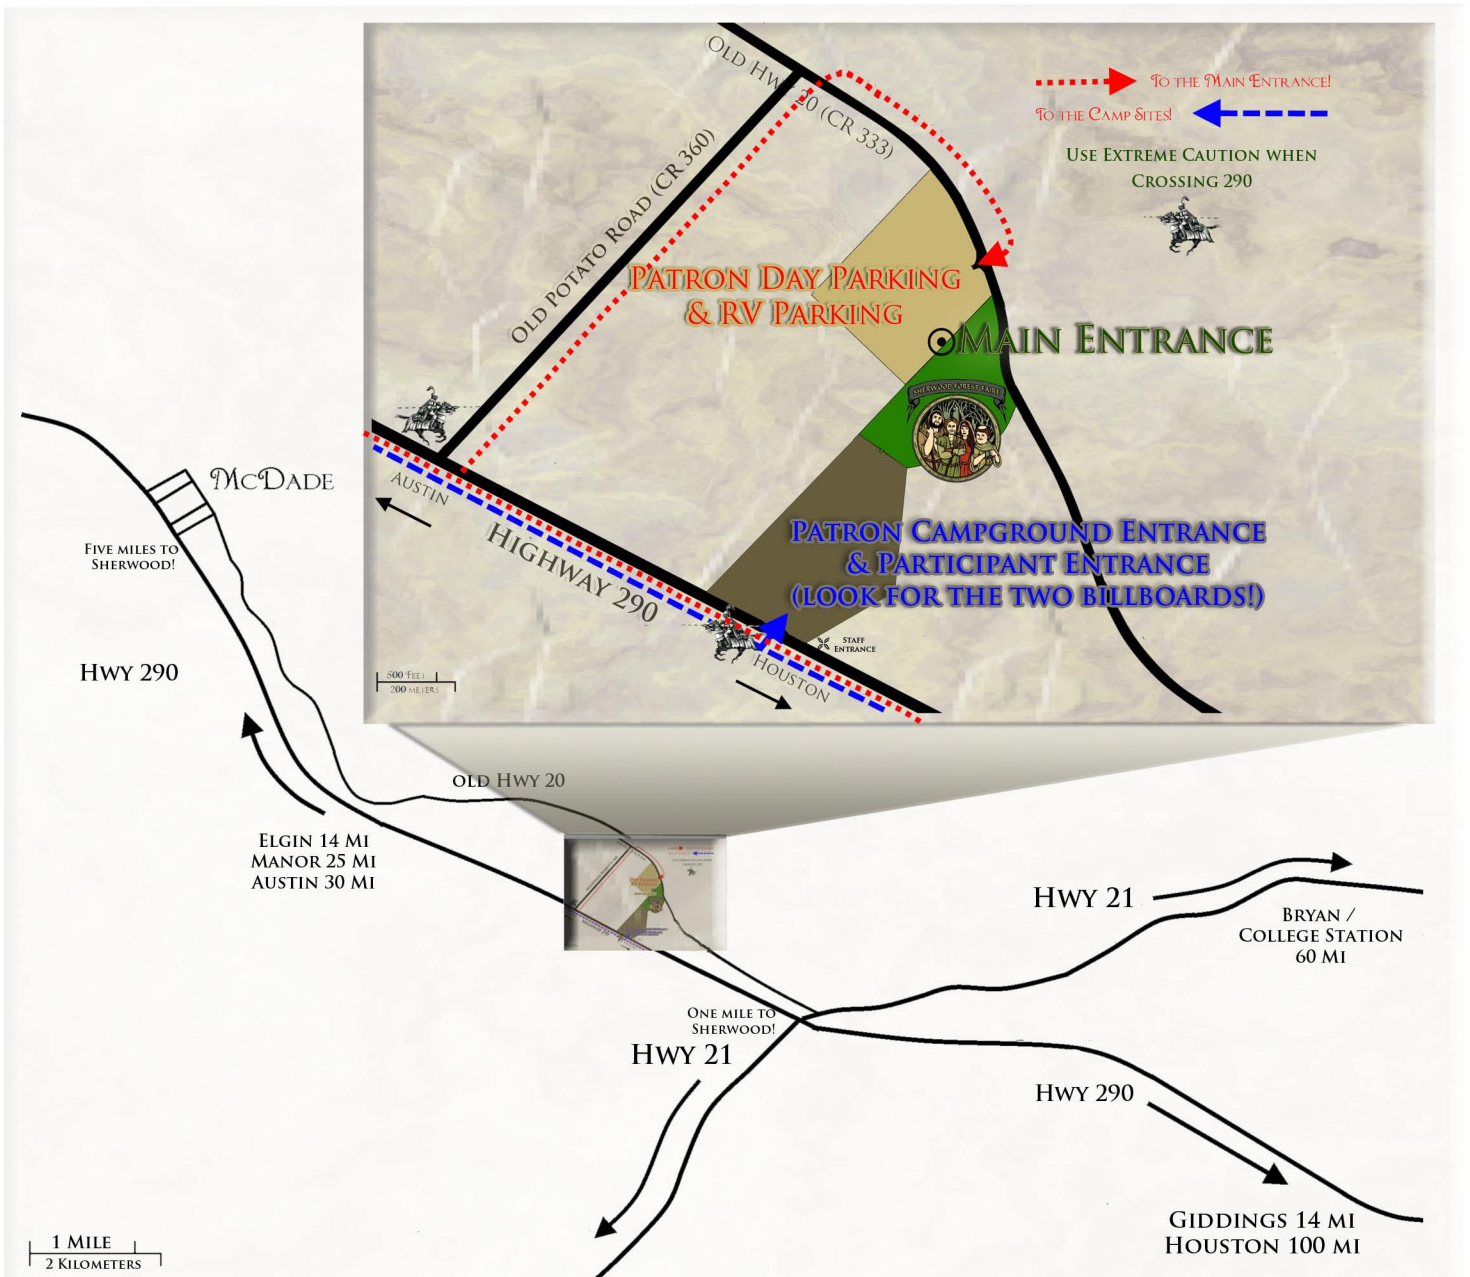 Old Hwy 20 (CR 333)
To the Main Entrance!
To the Camp Sites!
Use Extreme Caution when
Crossing 290
Old Potato Road (CR 360)
Patron Day Parking
& RV Parking
Main Entrance
Sherwood Forest Faire
Austin
Highway 290
Patron Campground Entrance
& Participant Entrance
(look for the two billboards!)
Staff
Entrance
Houston
500 Feet
200 meters
McDade
Five miles to
Sherwood!
Hwy 290
old Hwy 20
Elgin 14 Mi
Manor 25 Mi
Austin 30 Mi
Hwy 21
Bryan /
College Station
60 Mi
One mile to
Sherwood!
Hwy 21
Hwy 290
Giddings 14 mi
Houston 100 mi
1 Mile
2 Kilometers